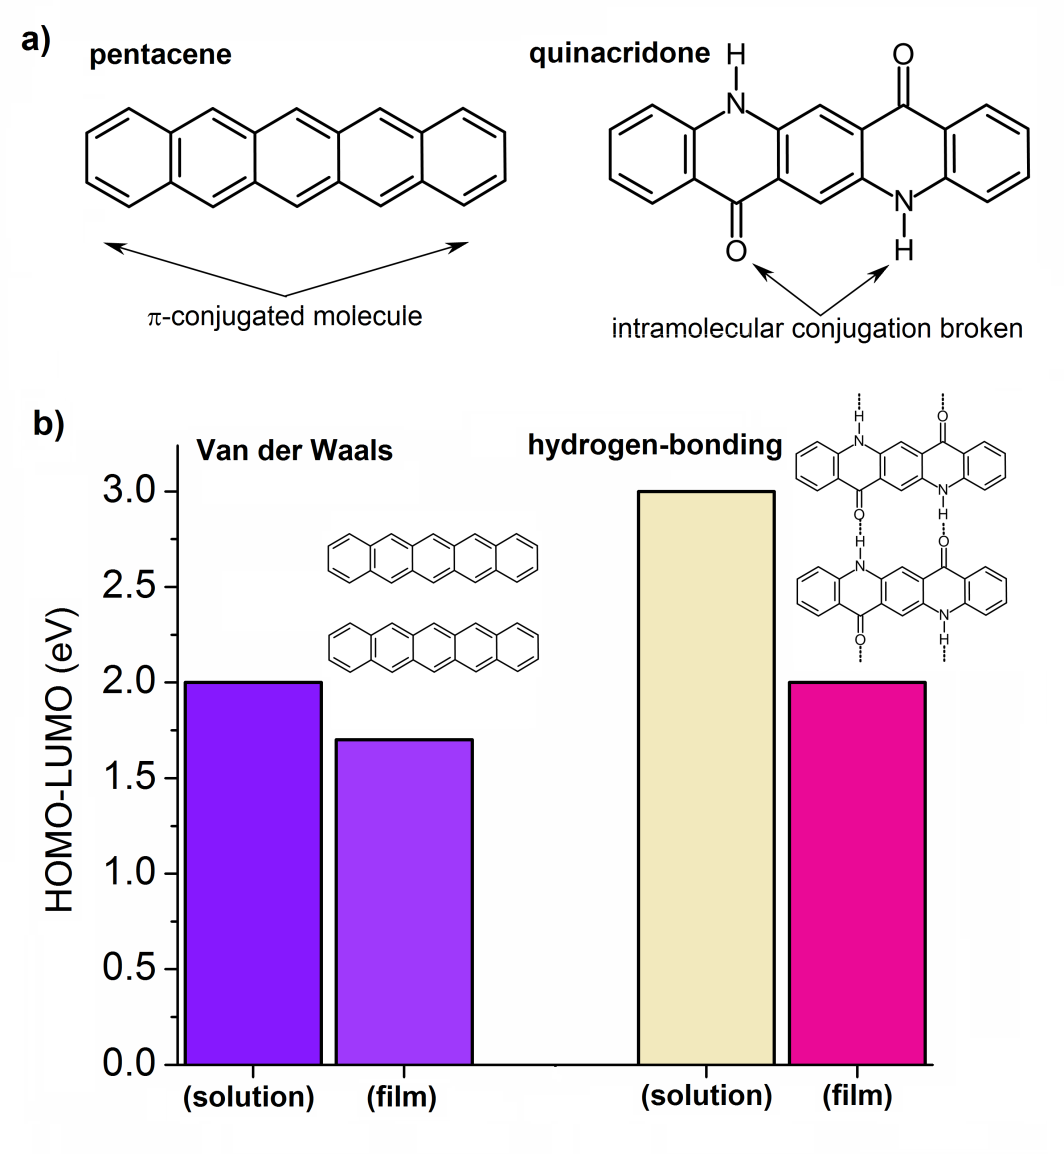 a)
pentacene
quinacridone
H
O
N
N
O
H
π-conjugated molecule
intramolecular conjugation broken
b)
Van der Waals
hydrogen-bonding
H
O
N
N
O
H
H
O
N
N
O
H
HOMO-LUMO (eV)
3.0
2.5
2.0
1.5
1.0
0.5
0.0
(solution)
(film)
(solution)
(film)